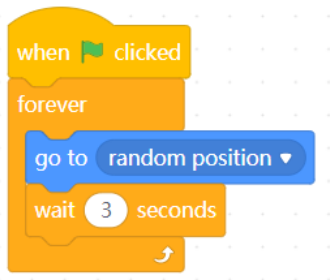 when clicked
forever
go to random position
wait 3 seconds